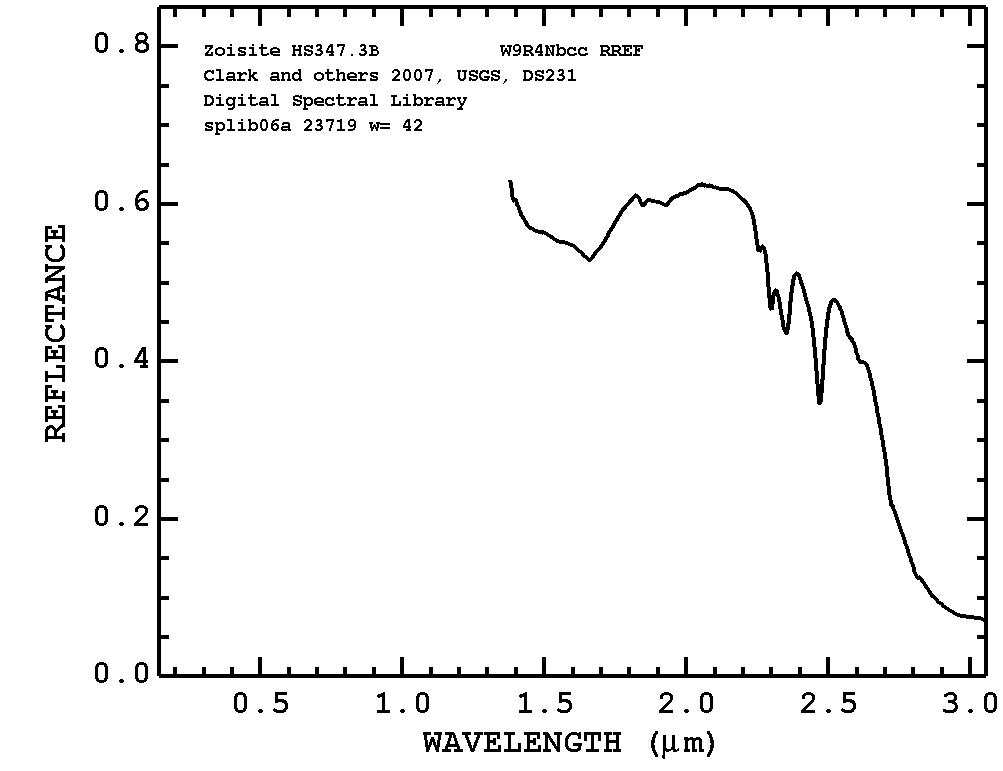 Zoisite HS347.3B W9R4Nbcc RREF
Clark and others 2007, USGS, DS231
Digital Spectral Library
splib06a 23719 w= 42
0.8
0.6
0.4
0.2
0.0
REFLECTANCE
0.5 1.0 1.5 2.0 2.5 3.0
WAVELENGTH (μm)